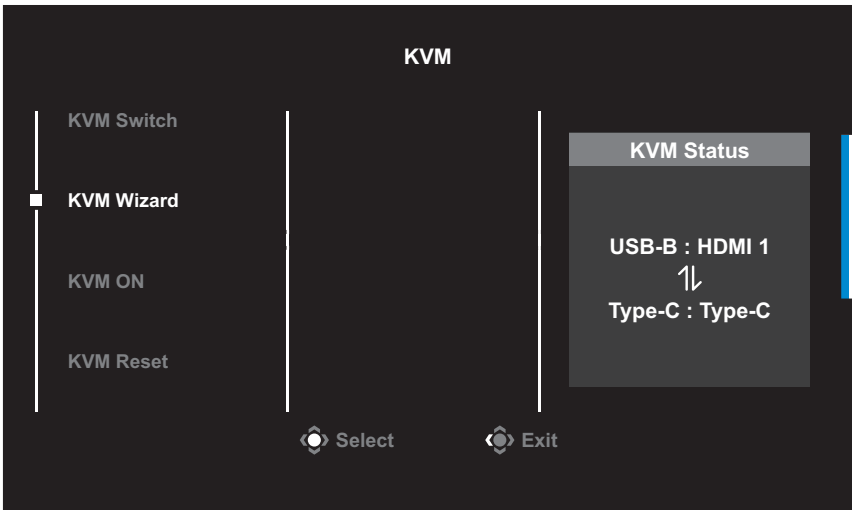 KVM
KVM Switch
KVM Wizard
KVM ON
KVM Reset
KVM Status
USB-B : HDMI 1
Type-C : Type-C
Select
Exit